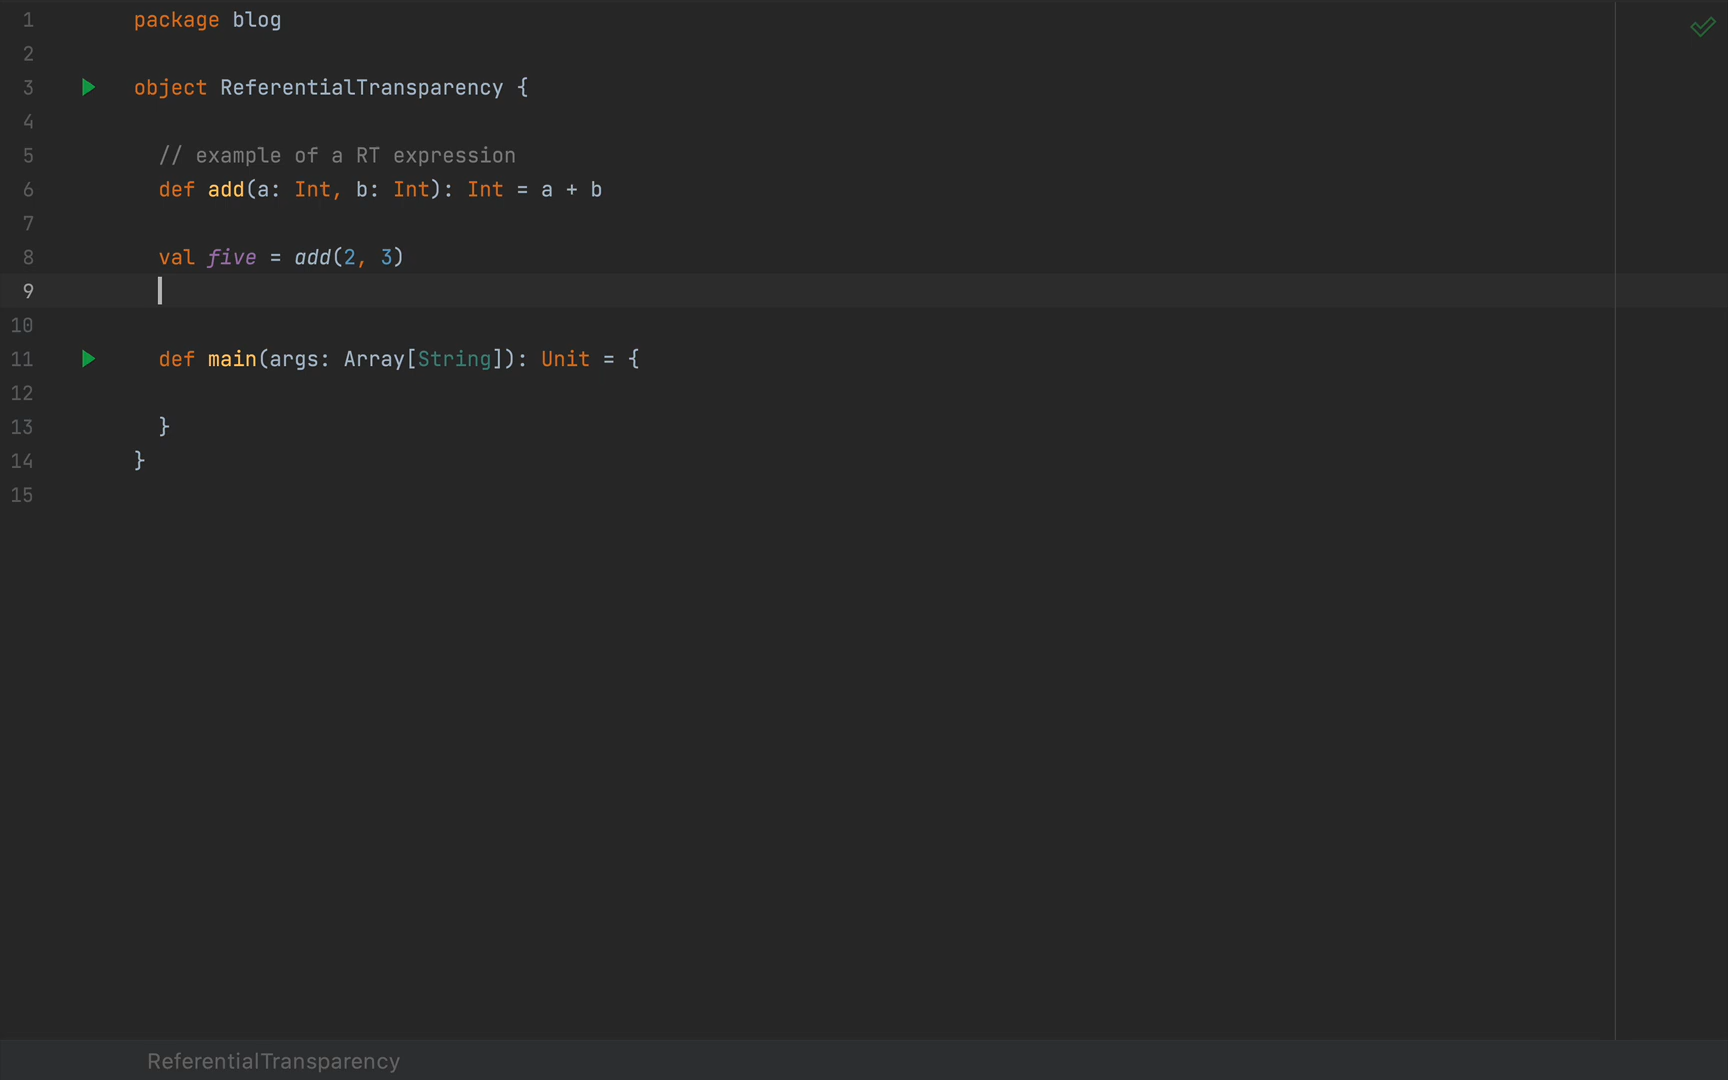 1 package blog
2
3 object ReferentialTransparency {
4
5 // example of a RT expression
6 def add(a: Int, b: Int): Int = a + b
7
8 val five = add(2, 3)
9
10
11 def main(args: Array[String]): Unit = {
12
13 }
14 }
15
ReferentialTransparency